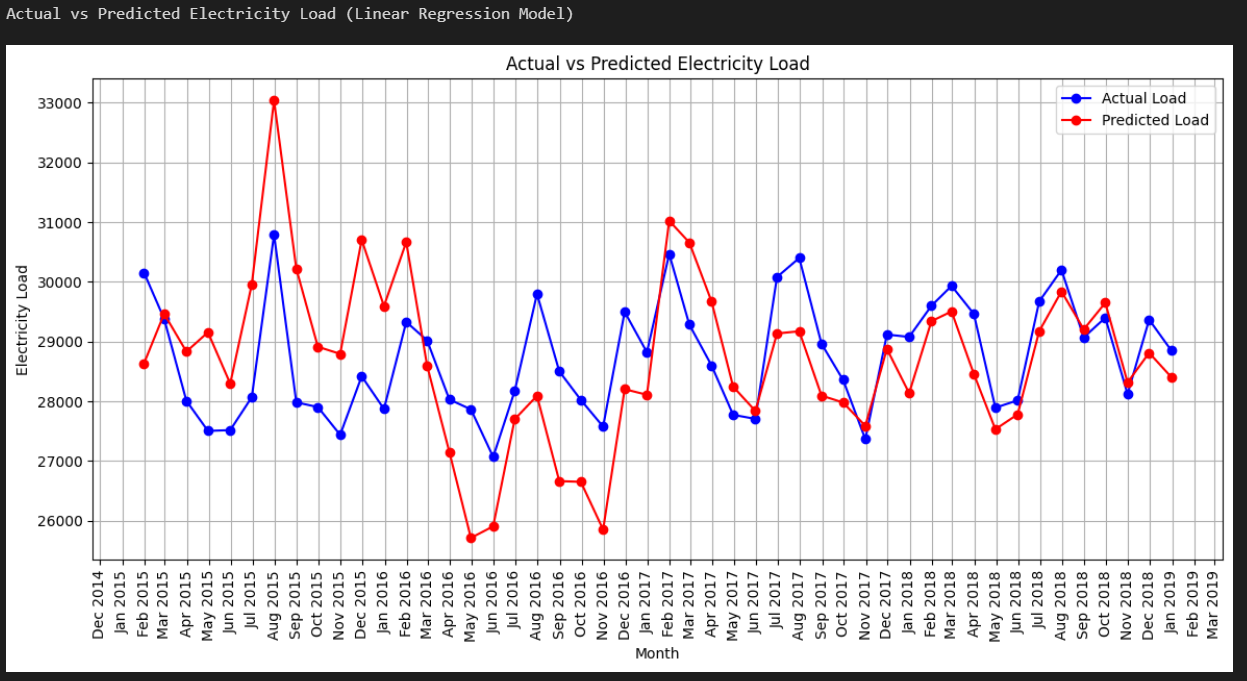 Actual vs Predicted Electricity Load (Linear Regression Model)
Actual vs Predicted Electricity Load
Actual Load
Predicted Load
Electricity Load
33000
32000
31000
30000
29000
28000
27000
26000
Dec 2014
Jan 2015
Feb 2015
Mar 2015
Apr 2015
May 2015
Jun 2015
Jul 2015
Aug 2015
Sep 2015
Oct 2015
Nov 2015
Dec 2015
Jan 2016
Feb 2016
Mar 2016
Apr 2016
May 2016
Jun 2016
Jul 2016
Aug 2016
Sep 2016
Oct 2016
Nov 2016
Dec 2016
Jan 2017
Feb 2017
Mar 2017
Apr 2017
May 2017
Jun 2017
Jul 2017
Aug 2017
Sep 2017
Oct 2017
Nov 2017
Dec 2017
Jan 2018
Feb 2018
Mar 2018
Apr 2018
May 2018
Jun 2018
Jul 2018
Aug 2018
Sep 2018
Oct 2018
Nov 2018
Dec 2018
Jan 2019
Feb 2019
Mar 2019
Month